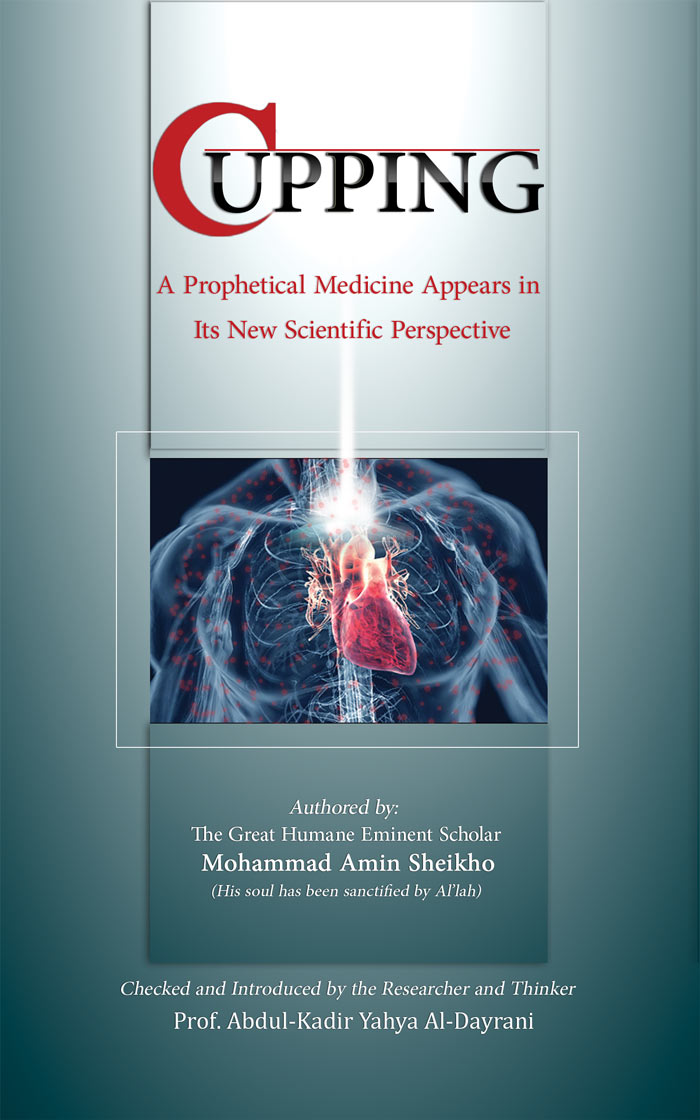 CUPPING
A Prophetical Medicine Appears in
Its New Scientific Perspective
Authored by:
The Great Humane Eminent Scholar
Mohammad Amin Sheikho
(His soul has been sanctified by Al'lah)
Checked and Introduced by the Researcher and Thinker
Prof. Abdul-Kadir Yahya Al-Dayrani